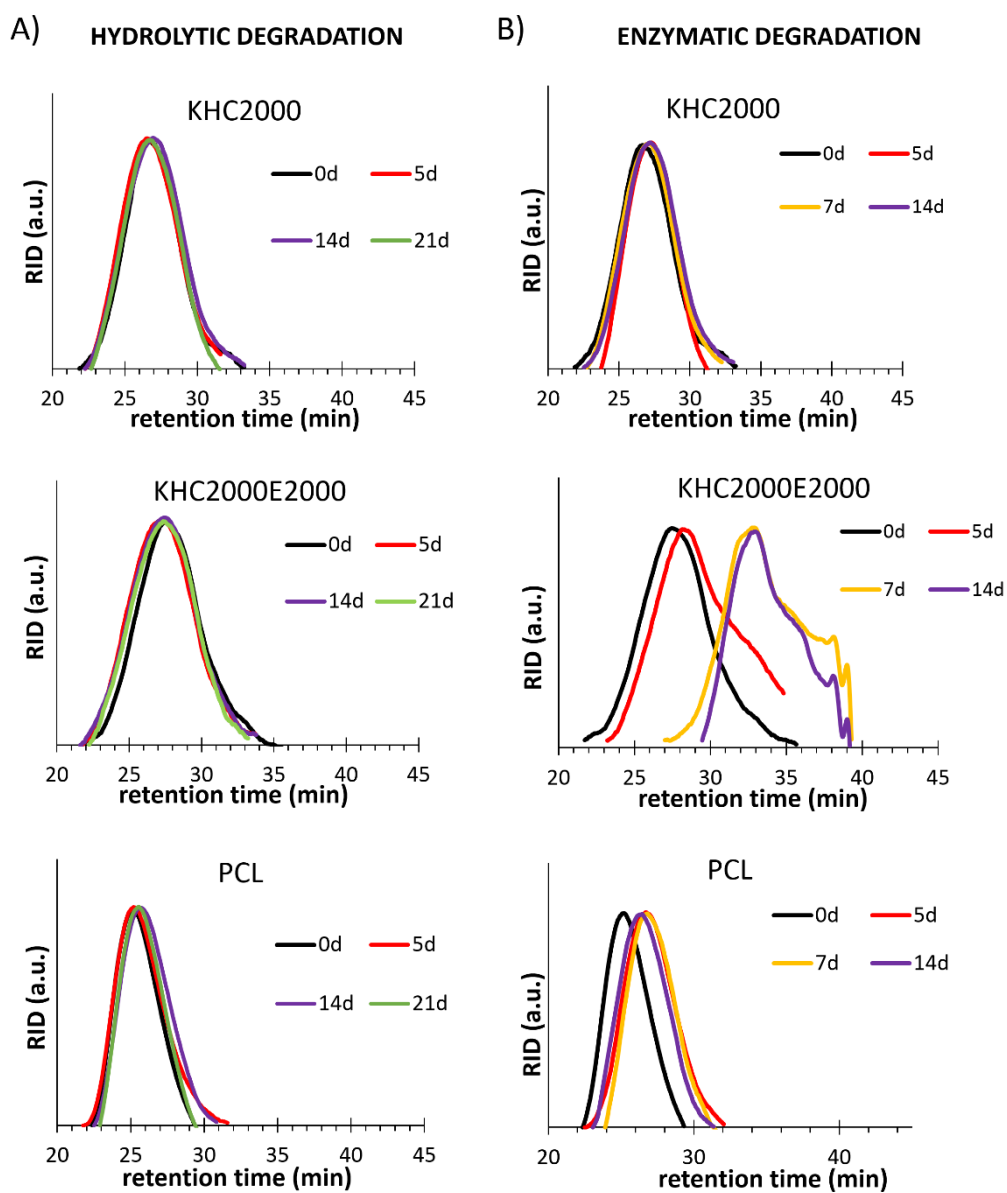 A) HYDROLYTIC DEGRADATION
B) ENZYMATIC DEGRADATION
KHC2000
0d 5d
14d 21d
RID (a.u.)
20 25 30 35 40 45
retention time (min)
KHC2000
0d 5d
7d 14d
RID (a.u.)
20 25 30 35 40 45
retention time (min)
KHC2000E2000
0d 5d
14d 21d
RID (a.u.)
20 25 30 35 40 45
retention time (min)
KHC2000E2000
0d 5d
7d 14d
RID (a.u.)
20 25 30 35 40 45
retention time (min)
PCL
0d 5d
14d 21d
RID (a.u.)
20 25 30 35 40 45
retention time (min)
PCL
0d 5d
7d 14d
RID (a.u.)
20 30 40
retention time (min)